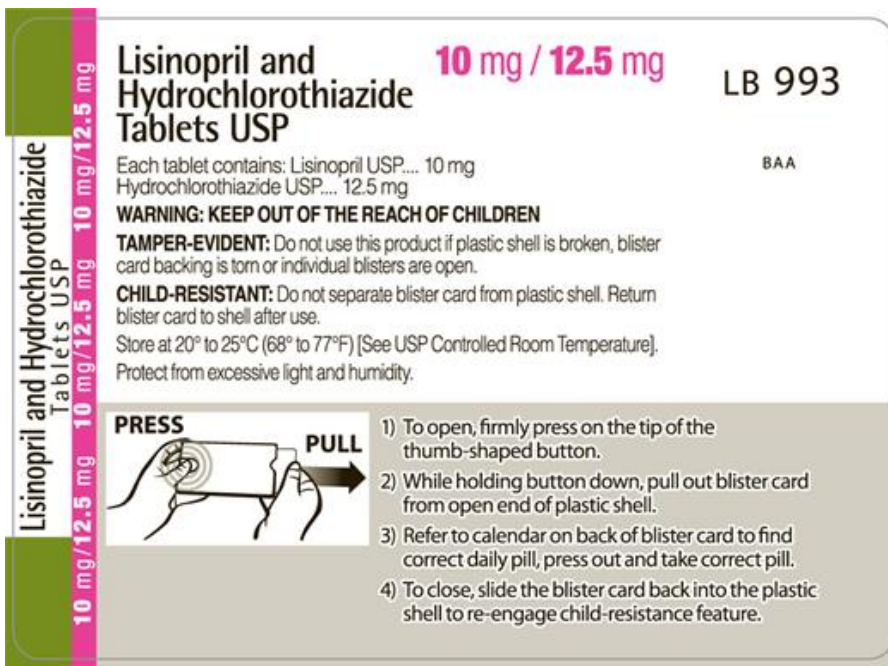 Lisinopril and Hydrochlorothiazide
Tablets USP
10 mg/12.5 mg 10 mg/12.5 mg 10 mg/12.5 mg
Lisinopril and
Hydrochlorothiazide
Tablets USP
10 mg / 12.5 mg
LB 993
BAA
Each tablet contains: Lisinopril USP.... 10 mg
Hydrochlorothiazide USP.... 12.5 mg
WARNING: KEEP OUT OF THE REACH OF CHILDREN
TAMPER-EVIDENT: Do not use this product if plastic shell is broken, blister
card backing is torn or individual blisters are open.
CHILD-RESISTANT: Do not separate blister card from plastic shell. Return
blister card to shell after use.
Store at 20° to 25°C (68° to 77°F) [See USP Controlled Room Temperature].
Protect from excessive light and humidity.
PRESS
PULL
1) To open, firmly press on the tip of the
thumb-shaped button.
2) While holding button down, pull out blister card
from open end of plastic shell.
3) Refer to calendar on back of blister card to find
correct daily pill, press out and take correct pill.
4) To close, slide the blister card back into the plastic
shell to re-engage child-resistance feature.